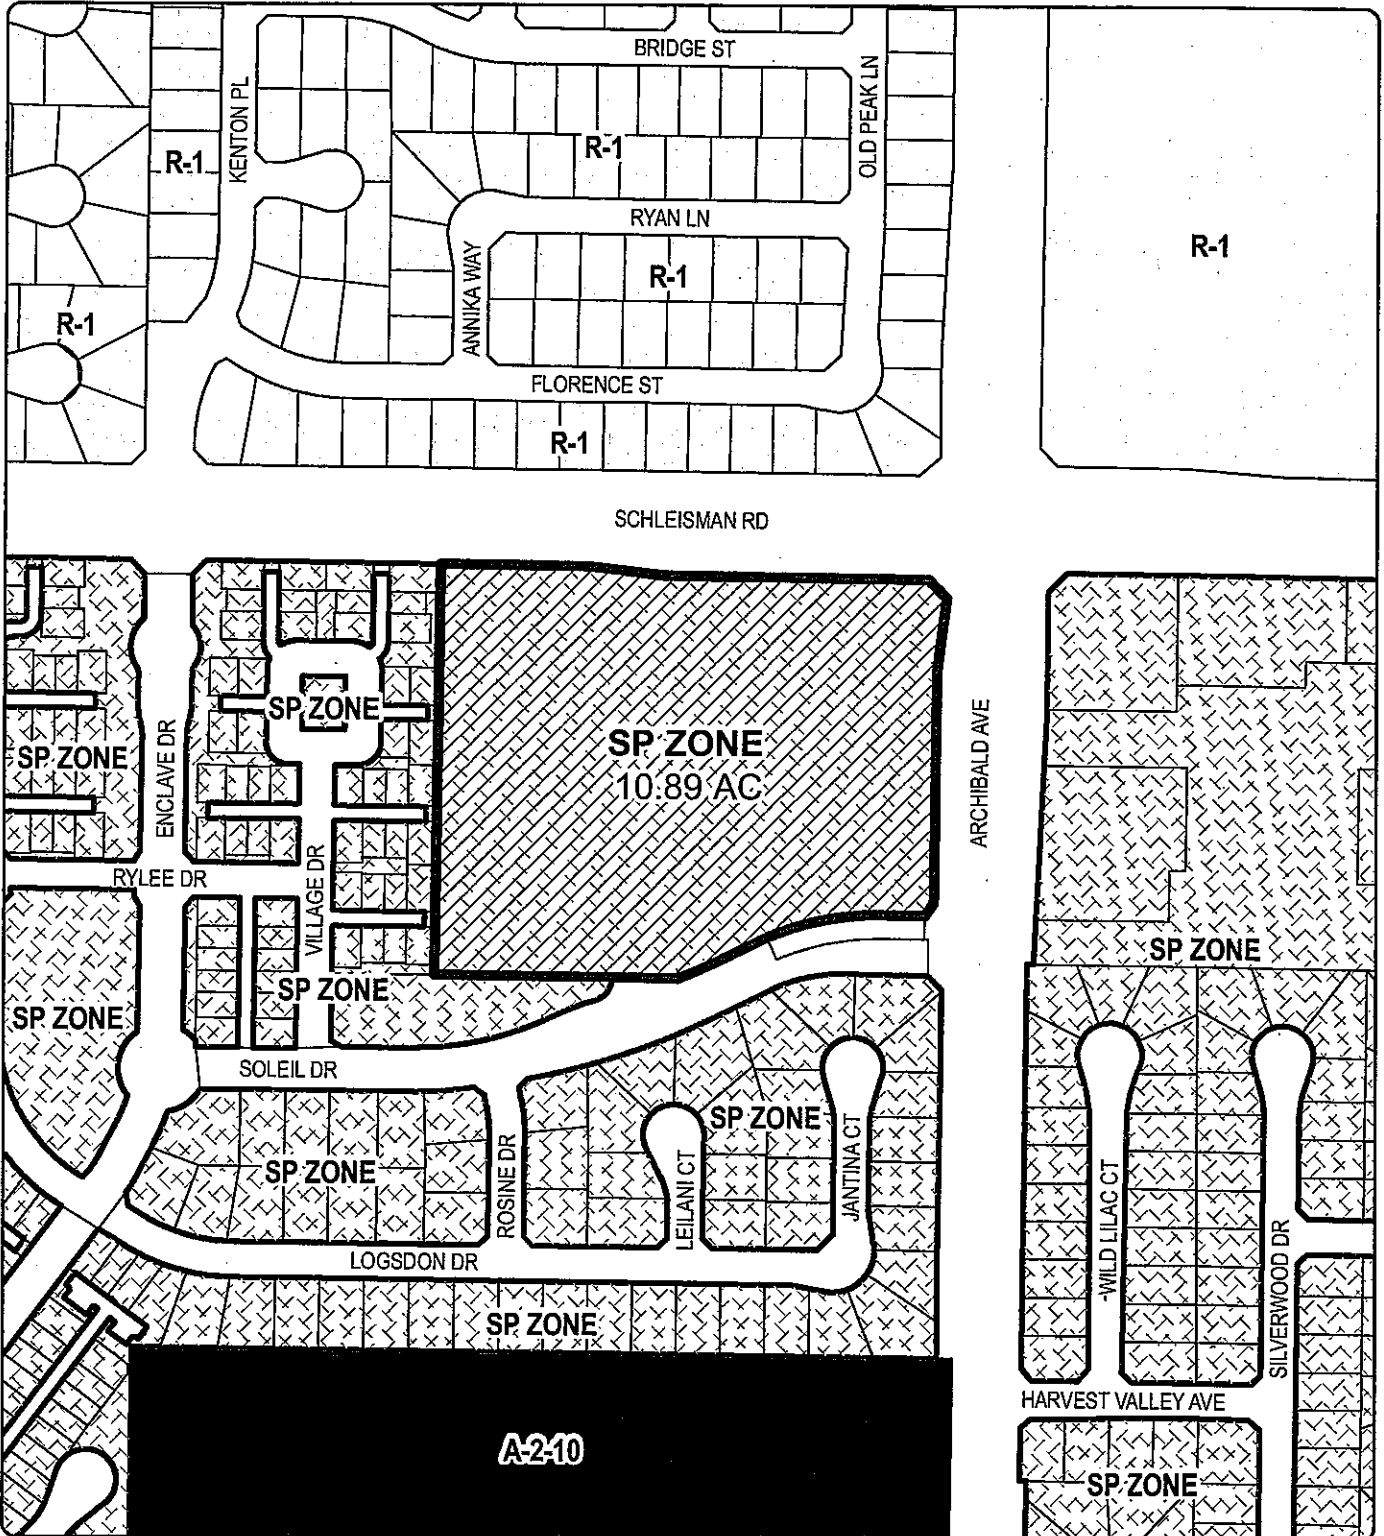 BRIDGE ST
KENTON PL
OLD PEAK LN
R-1
R-1
RYAN LN
R-1
ANNIKA WAY
R-1
R-1
FLORENCE ST
R-1
SCHLEISMAN RD
SP ZONE
SP ZONE
ENCLAVE DR
SP ZONE
10.89 AC
ARCHIBALD AVE
RYLEE DR
VILLAGE DR
SP ZONE
SP ZONE
SP ZONE
SOLEIL DR
SP ZONE
SP ZONE
ROSINE DR
LEILANI CT
JANTINA CT
WILD LILAC CT
SILVERWOOD DR
LOGSDON DR
SP ZONE
HARVEST VALLEY AVE
A-2-10
SP ZONE